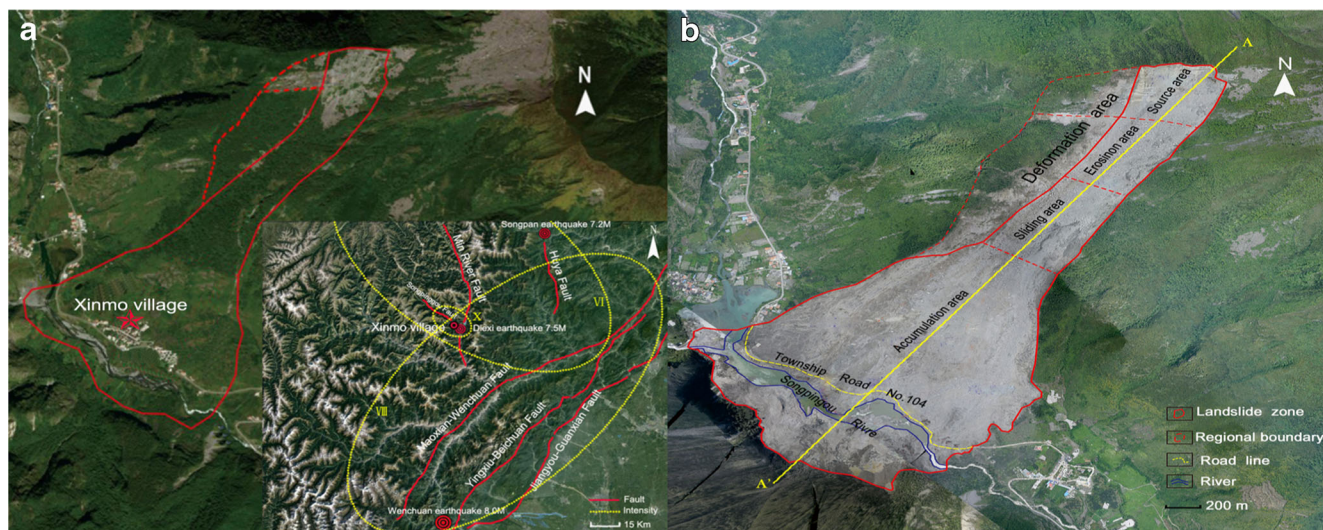 a
N
Xinmo village
Songpan earthquake 7.2M
N
Min River Fault
Huya Fault
VI
X
Xinmo village
Diexi earthquake 7.5M
VIII
Maoxian-Wenchuan Fault
Yingxiu-Beichuan Fault
Jiangyou-Guanxian Fault
Wenchuan earthquake 8.0M
Fault
Intensity
15 Km
b
A
N
Source area
Deformation area
Erosinon area
Sliding area
Accumulation area
Township Road No.104
Songpingou Rivre
A'
Landslide zone
Regional boundary
Road line
River
200 m